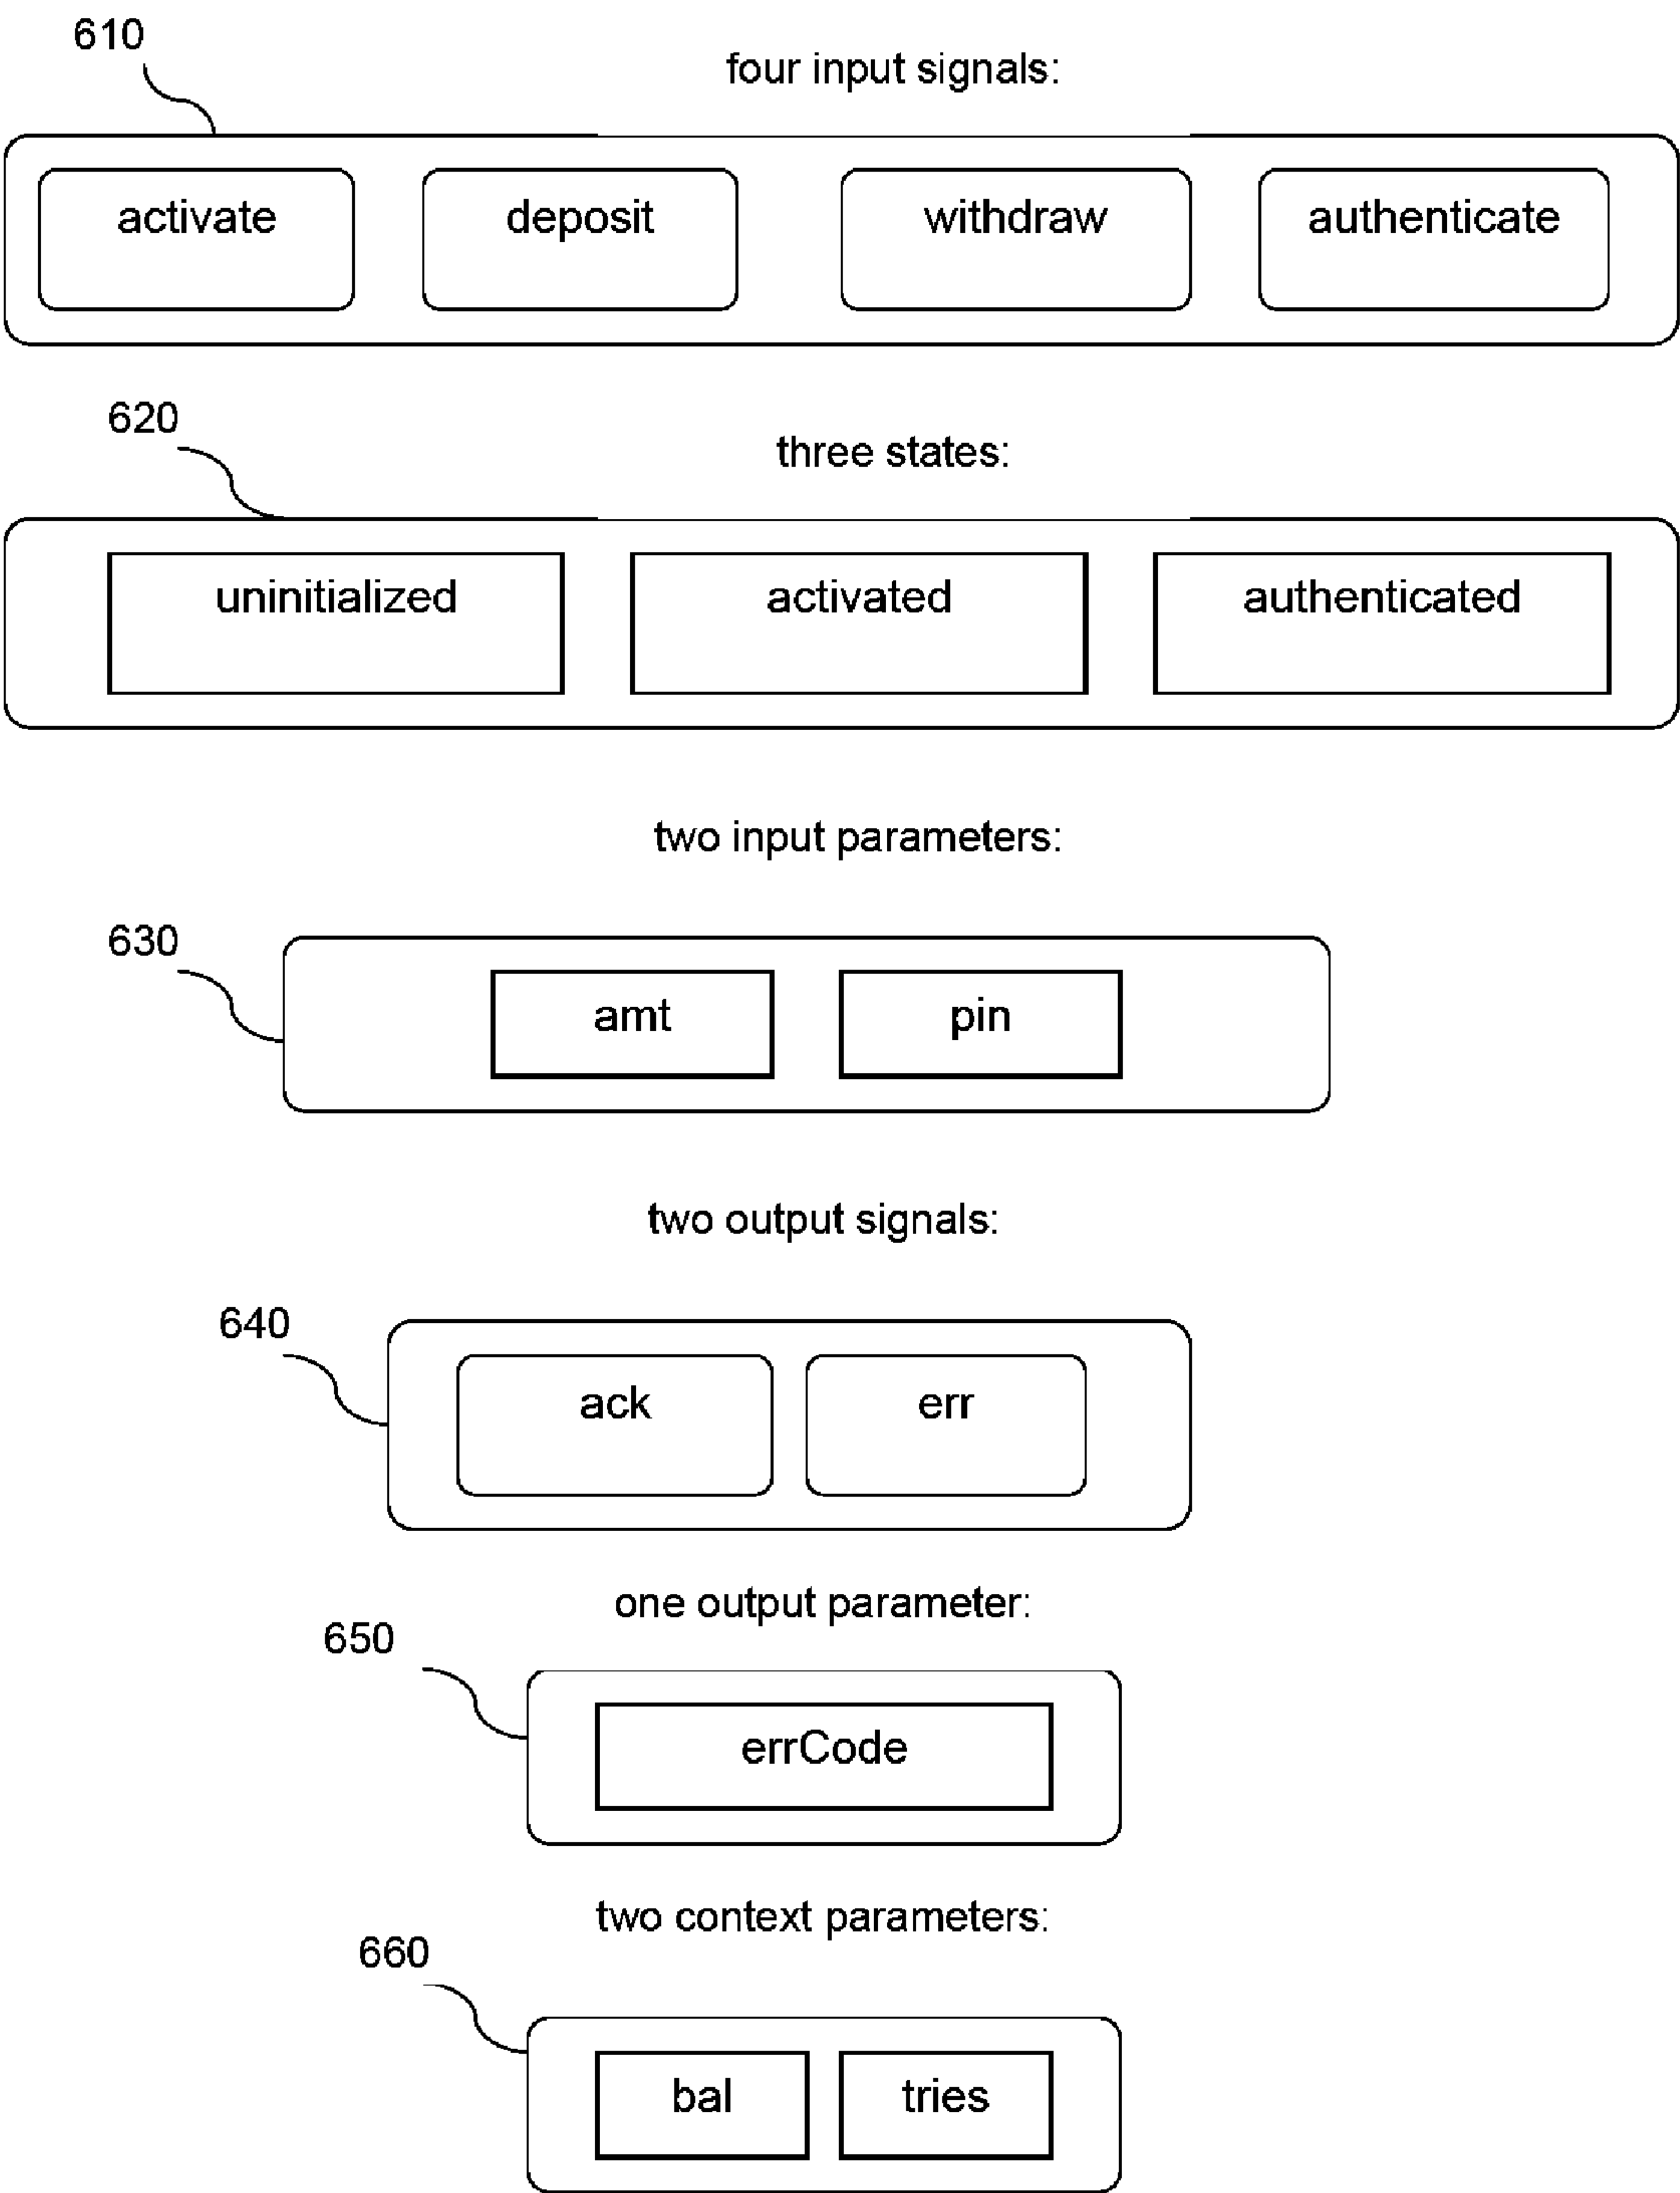 610
four input signals:
activate deposit withdraw authenticate
620
three states:
uninitialized activated authenticated
two input parameters:
630
amt pin
two output signals:
640
ack err
one output parameter:
650
errCode
two context parameters:
660
bal tries